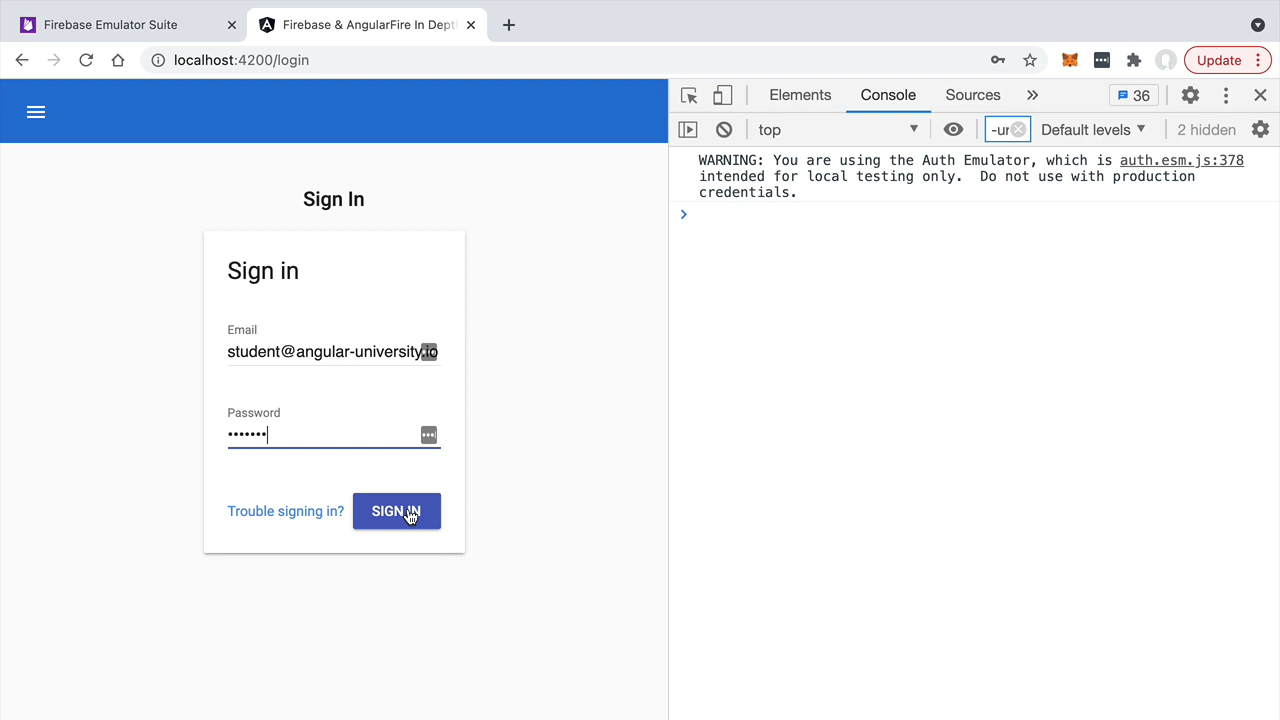 Firebase Emulator Suite
Firebase & AngularFire In Dept
localhost:4200/login
Update
Elements
Console
Sources
36
top
-ur
Default levels
2 hidden
WARNING: You are using the Auth Emulator, which is auth.esm.js:378
intended for local testing only. Do not use with production
credentials.
Sign In
Sign in
Email
student@angular-university.io
Password
•••••••
Trouble signing in?
SIGN IN